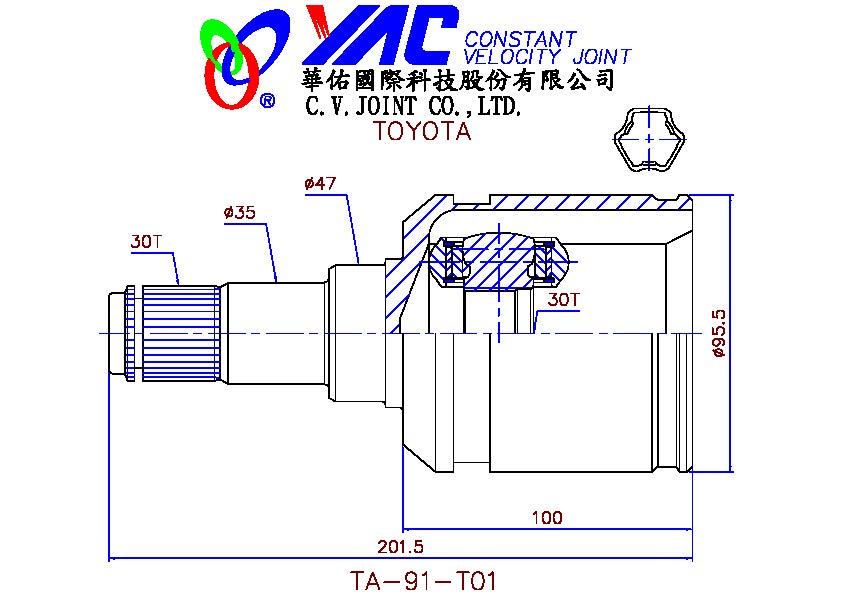 YAC CONSTANT
VELOCITY JOINT
®
華佑國際科技股份有限公司
C.V.JOINT CO.,LTD.
TOYOTA
ø47
ø35
30T
30T
ø95.5
100
201.5
TA-91-T01